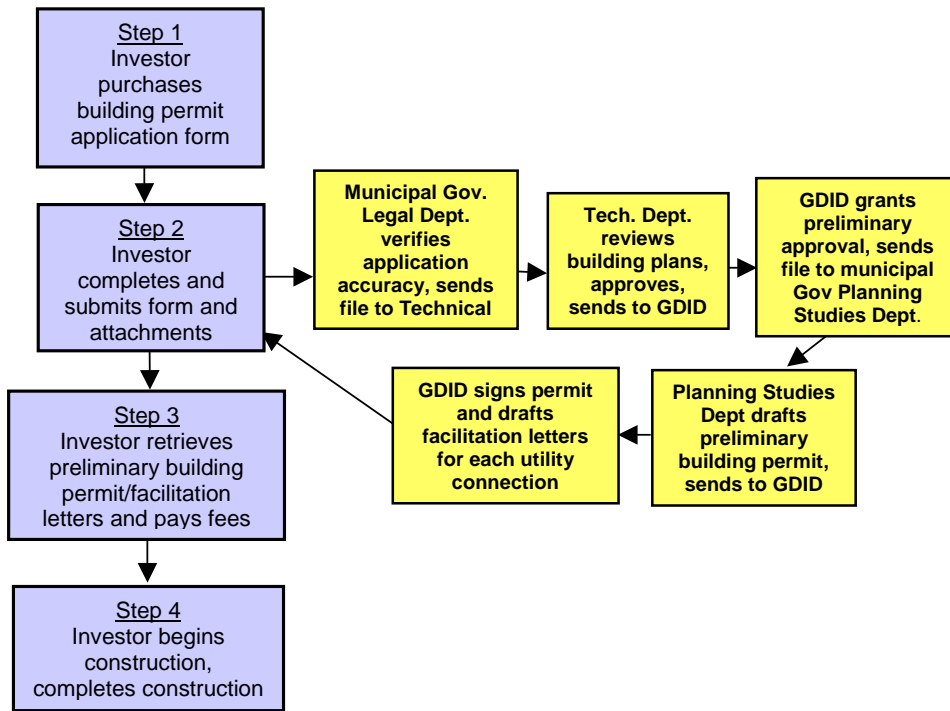 Step 1
Investor
purchases
building permit
application form
Step 2
Investor
completes and
submits form and
attachments
Municipal Gov.
Legal Dept.
verifies
application
accuracy, sends
file to Technical
Tech. Dept.
reviews
building plans,
approves,
sends to GDID
GDID grants
preliminary
approval, sends
file to municipal
Gov Planning
Studies Dept.
Planning Studies
Dept drafts
preliminary
building permit,
sends to GDID
GDID signs permit
and drafts
facilitation letters
for each utility
connection
Step 3
Investor retrieves
preliminary building
permit/facilitation
letters and pays fees
Step 4
Investor begins
construction,
completes construction